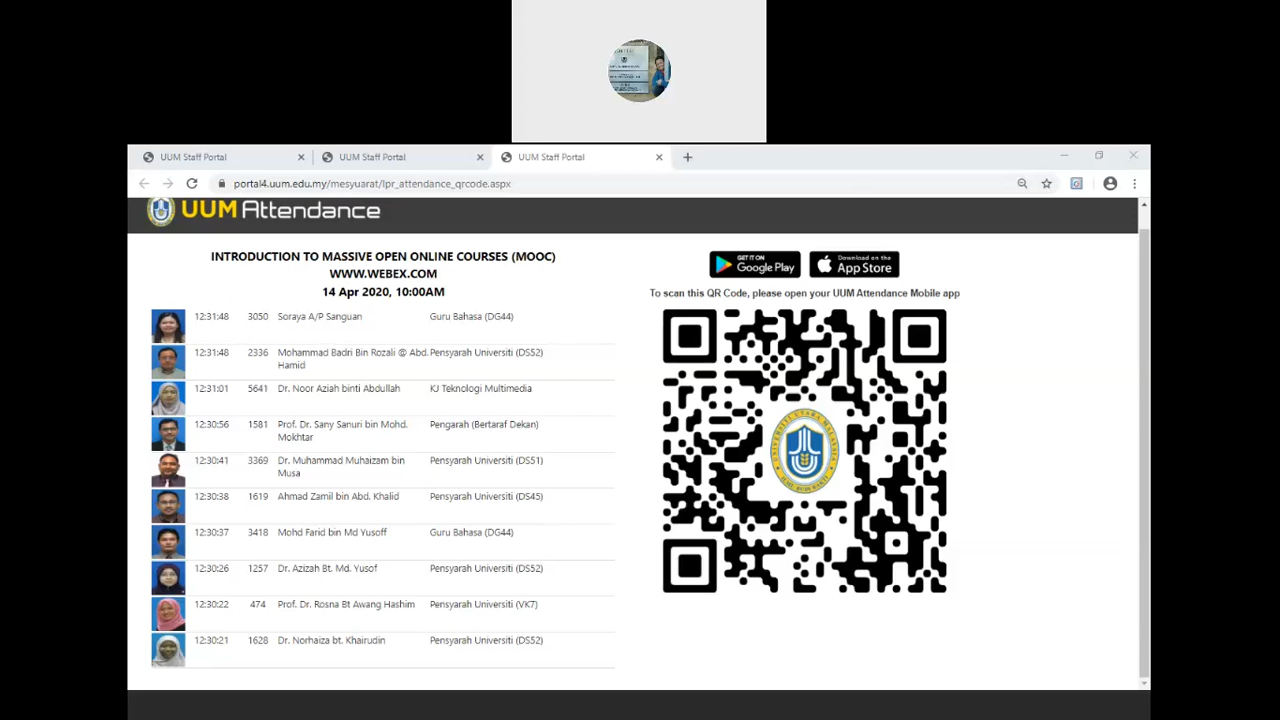 UUM Staff Portal
UUM Staff Portal
UUM Staff Portal
portal4.uum.edu.my/mesyuarat/lpr_attendance_qrcode.aspx
UUM Attendance
INTRODUCTION TO MASSIVE OPEN ONLINE COURSES (MOOC)
WWW.WEBEX.COM
14 Apr 2020, 10:00AM
12:31:48 3050 Soraya A/P Sanguan Guru Bahasa (DG44)
12:31:48 2336 Mohammad Badri Bin Rozali @ Abd. Pensyarah Universiti (DS52)
Hamid
12:31:01 5641 Dr. Noor Aziah binti Abdullah KJ Teknologi Multimedia
12:30:56 1581 Prof. Dr. Sany Sanuri bin Mohd. Pengarah (Bertaraf Dekan)
Mokhtar
12:30:41 3369 Dr. Muhammad Muhaizam bin Pensyarah Universiti (DS51)
Musa
12:30:38 1619 Ahmad Zamil bin Abd. Khalid Pensyarah Universiti (DS45)
12:30:37 3418 Mohd Farid bin Md Yusoff Guru Bahasa (DG44)
12:30:26 1257 Dr. Azizah Bt. Md. Yusof Pensyarah Universiti (DS52)
12:30:22 474 Prof. Dr. Rosna Bt Awang Hashim Pensyarah Universiti (VK7)
12:30:21 1628 Dr. Norhaiza bt. Khairudin Pensyarah Universiti (DS52)
GET IT ON
Google Play
Download on the
App Store
To scan this QR Code, please open your UUM Attendance Mobile app
UNIVERSITI UTARA MALAYSIA
ILMU BUDI BAKTI